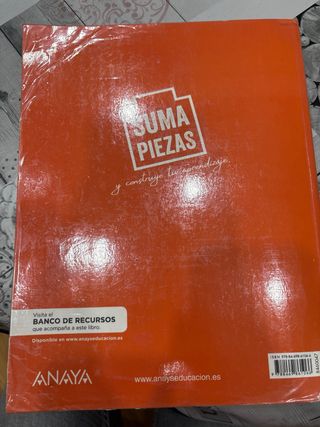 SUMA
PIEZAS
y construye tu aprendizaje
Visita el
BANCO DE RECURSOS
que acompaña a este libro.
Disponible en www.anayaeducacion.es
ANAYA
www.anayaeducacion.es